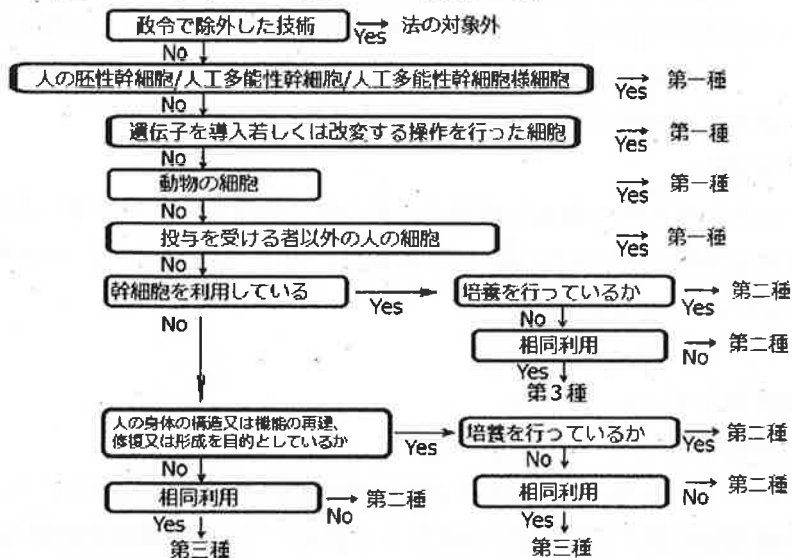 政令で除外した技術 Yes 法の対象外
No
人の胚性幹細胞/人工多能性幹細胞/人工多能性幹細胞様細胞 Yes 第一種
No
遺伝子を導入若しくは改変する操作を行った細胞 Yes 第一種
No
動物の細胞 Yes 第一種
No
投与を受ける者以外の人の細胞 Yes 第一種
No
幹細胞を利用している Yes 培養を行っているか Yes 第二種
No No
相同利用 No 第二種
Yes
第3種
人の身体の構造又は機能の再建、
修復又は形成を目的としているか Yes 培養を行っているか Yes 第二種
No No
相同利用 No 第二種 相同利用 No 第二種
Yes Yes
第三種 第三種